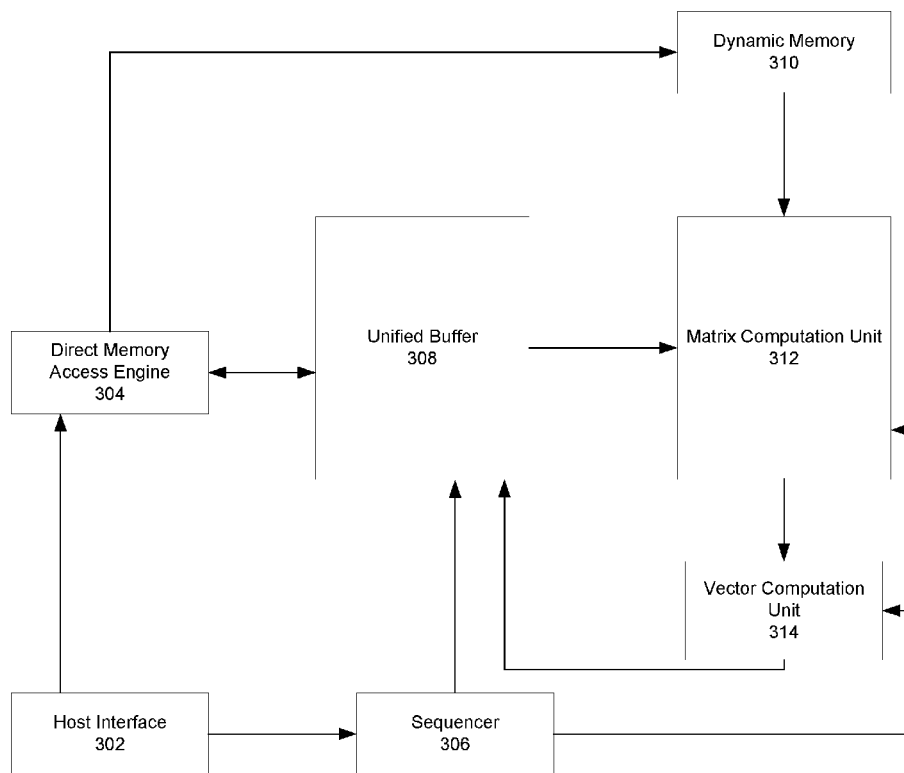 Dynamic Memory
310
Unified Buffer
308
Matrix Computation Unit
312
Direct Memory
Access Engine
304
Vector Computation
Unit
314
Host Interface
302
Sequencer
306